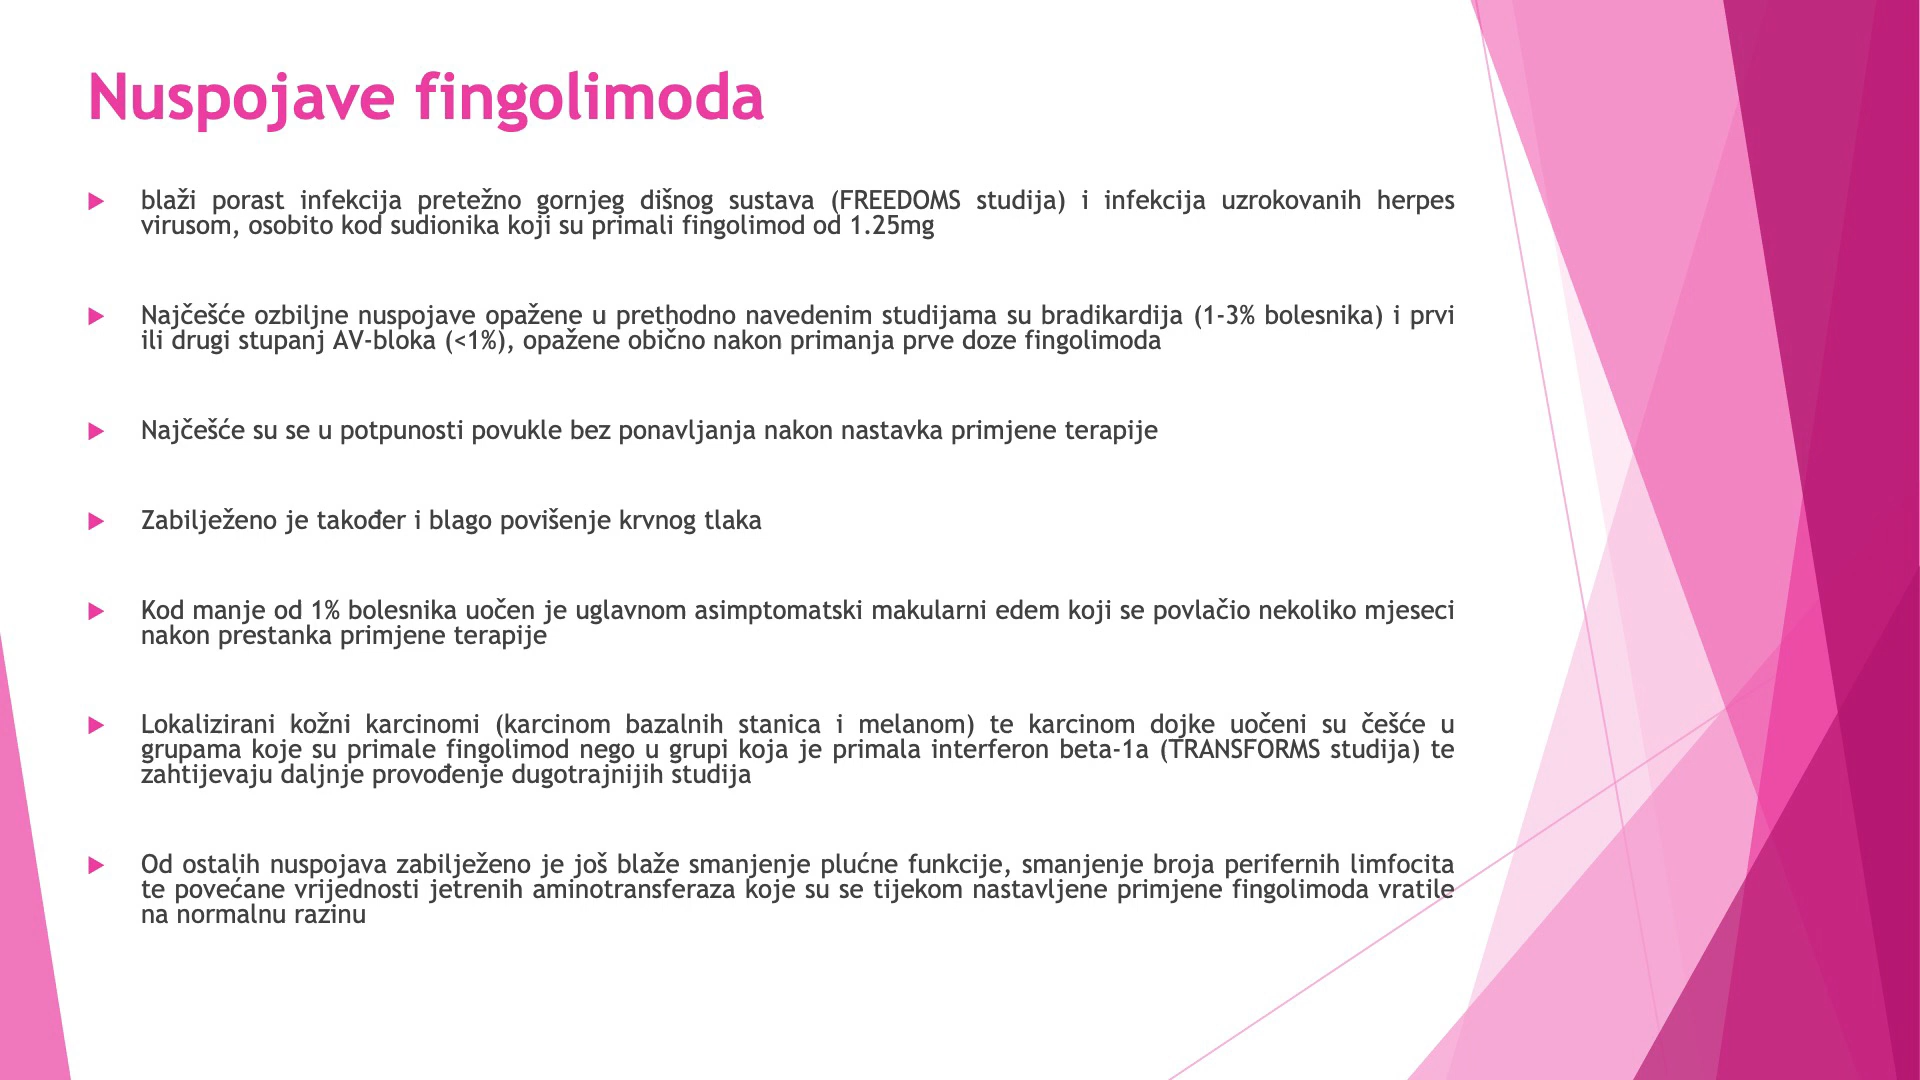 Nuspojave fingolimoda
blaži porast infekcija pretežno gornjeg dišnog sustava (FREEDOMS studija) i infekcija uzrokovanih herpes
virusom, osobito kod sudionika koji su primali fingolimod od 1.25mg
Najčešće ozbiljne nuspojave opažene u prethodno navedenim studijama su bradikardija (1-3% bolesnika) i prvi
ili drugi stupanj AV-bloka (<1%), opažene obično nakon primanja prve doze fingolimoda
Najčešće su se u potpunosti povukle bez ponavljanja nakon nastavka primjene terapije
Zabilježeno je također i blago povišenje krvnog tlaka
Kod manje od 1% bolesnika uočen je uglavnom asimptomatski makularni edem koji se povlačio nekoliko mjeseci
nakon prestanka primjene terapije
Lokalizirani kožni karcinomi (karcinom bazalnih stanica i melanom) te karcinom dojke uočeni su češće u
grupama koje su primale fingolimod nego u grupi koja je primala interferon beta-1a (TRANSFORMS studija) te
zahtijevaju daljnje provođenje dugotrajnijih studija
Od ostalih nuspojava zabilježeno je još blaže smanjenje plućne funkcije, smanjenje broja perifernih limfocita
te povećane vrijednosti jetrenih aminotransferaza koje su se tijekom nastavljene primjene fingolimoda vratile
na normalnu razinu